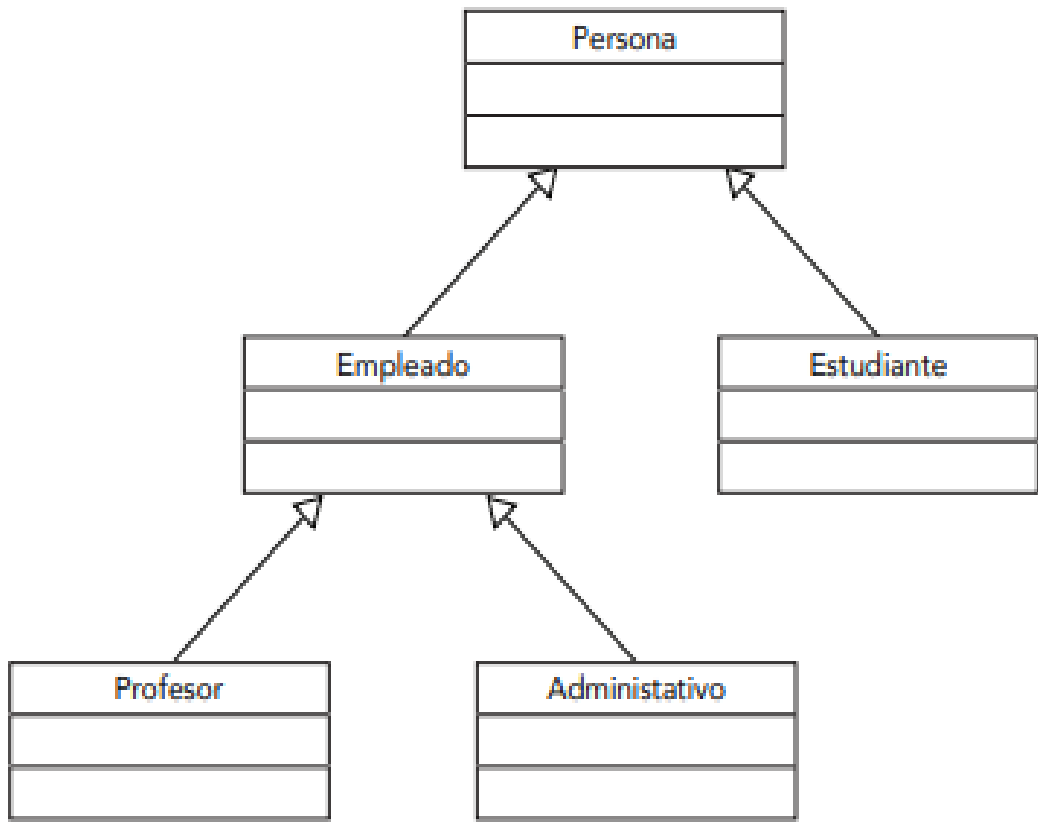 Persona
Empleado
Estudiante
Profesor
Administativo